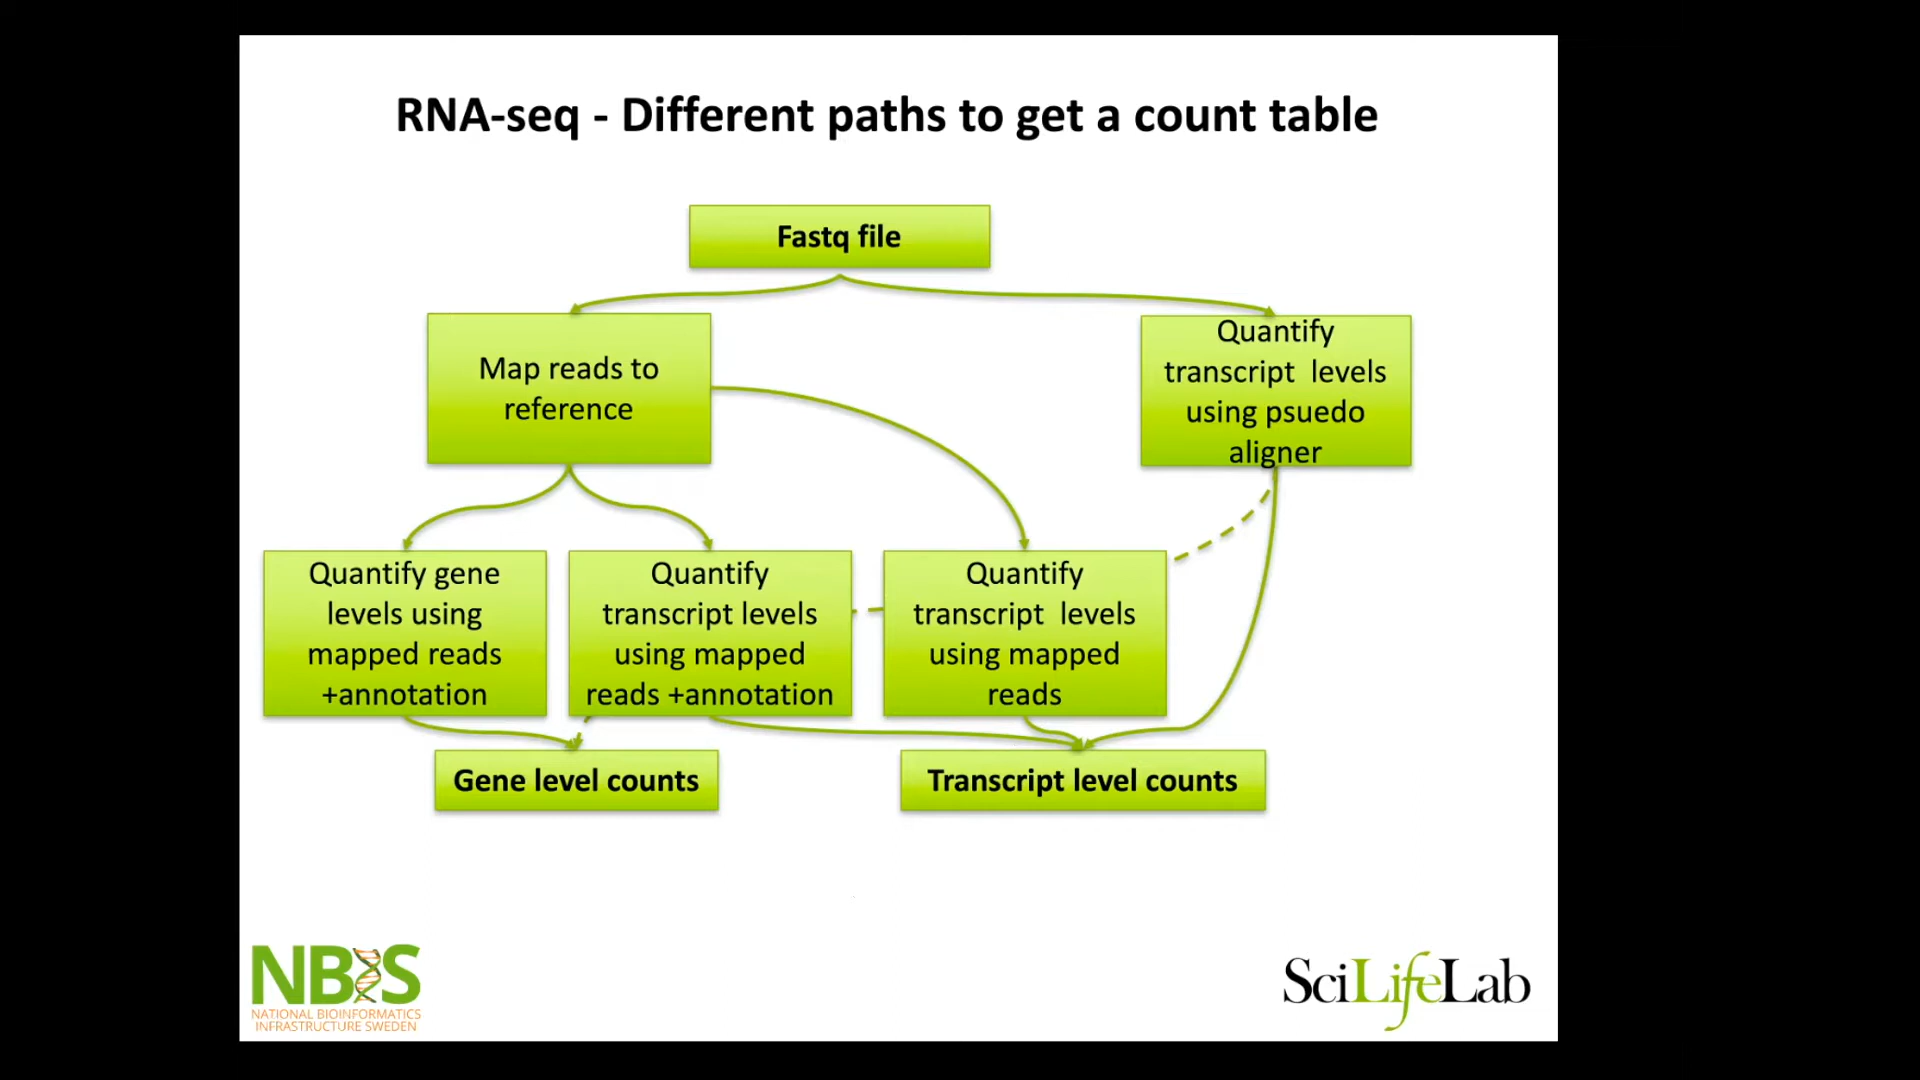 RNA-seq - Different paths to get a count table
Fastq file
Map reads to
reference
Quantify
transcript levels
using psuedo
aligner
Quantify gene
levels using
mapped reads
+annotation
Quantify
transcript levels
using mapped
reads +annotation
Quantify
transcript levels
using mapped
reads
Gene level counts
Transcript level counts
NBIS
NATIONAL BIOINFORMATICS
INFRASTRUCTURE SWEDEN
SciLifeLab